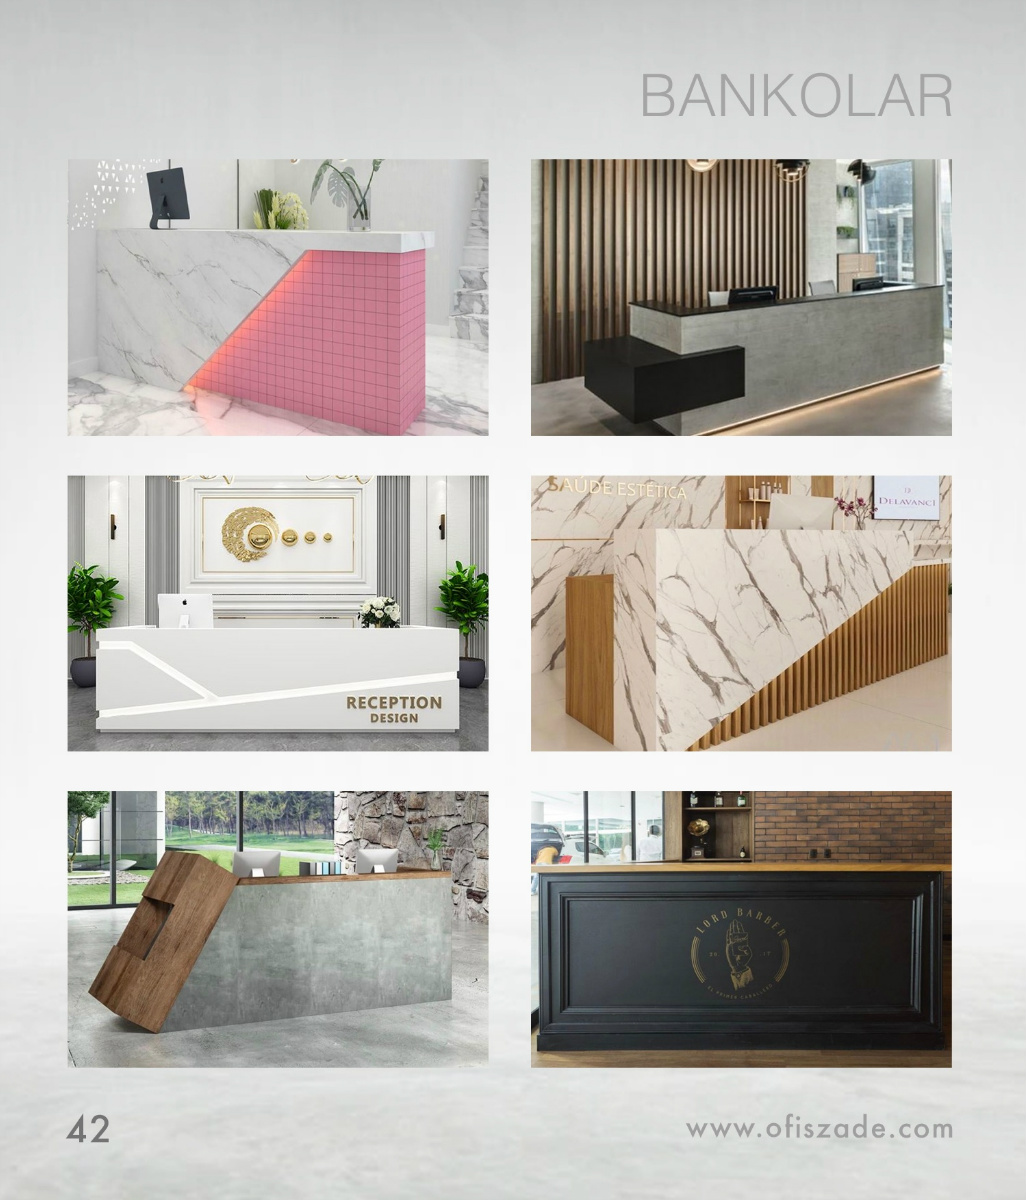 BANKOLAR
RECEPTION
DESIGN
SAÚDE ESTÉTICA
DELAVANCI
LORD BARBER
42
www.ofiszade.com